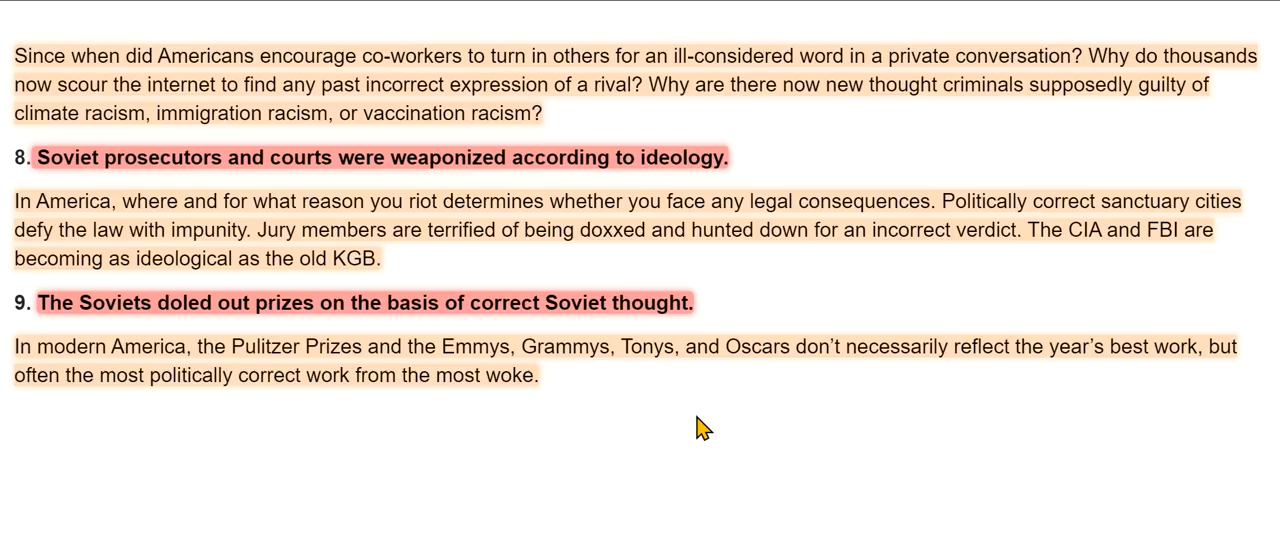 Since when did Americans encourage co-workers to turn in others for an ill-considered word in a private conversation? Why do thousands
now scour the internet to find any past incorrect expression of a rival? Why are there now new thought criminals supposedly guilty of
climate racism, immigration racism, or vaccination racism?
8. Soviet prosecutors and courts were weaponized according to ideology.
In America, where and for what reason you riot determines whether you face any legal consequences. Politically correct sanctuary cities
defy the law with impunity. Jury members are terrified of being doxxed and hunted down for an incorrect verdict. The CIA and FBI are
becoming as ideological as the old KGB.
9. The Soviets doled out prizes on the basis of correct Soviet thought.
In modern America, the Pulitzer Prizes and the Emmys, Grammys, Tonys, and Oscars don’t necessarily reflect the year’s best work, but
often the most politically correct work from the most woke.